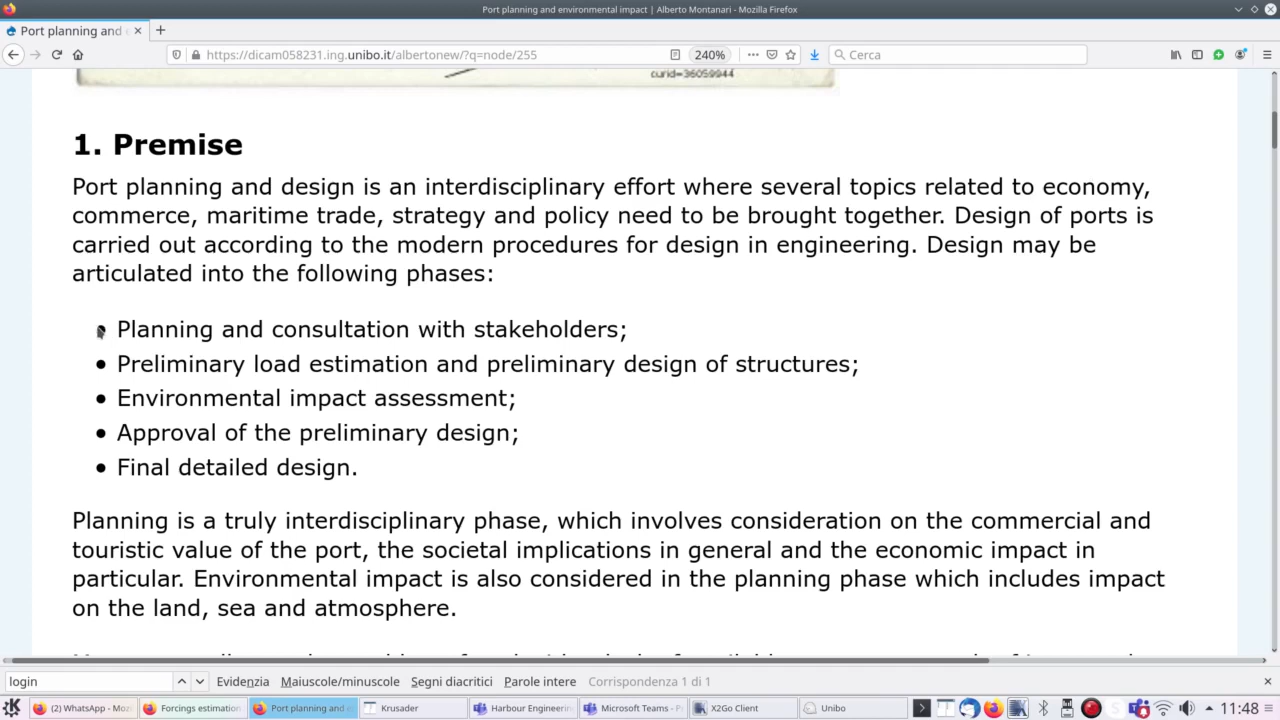 Port planning and environmental impact | Alberto Montanari - Mozilla Firefox
Port planning and e
https://dicam058231.ing.unibo.it/albertonew/?q=node/255
240%
Cerca
curid=36059944
1. Premise
Port planning and design is an interdisciplinary effort where several topics related to economy,
commerce, maritime trade, strategy and policy need to be brought together. Design of ports is
carried out according to the modern procedures for design in engineering. Design may be
articulated into the following phases:
• Planning and consultation with stakeholders;
• Preliminary load estimation and preliminary design of structures;
• Environmental impact assessment;
• Approval of the preliminary design;
• Final detailed design.
Planning is a truly interdisciplinary phase, which involves consideration on the commercial and
touristic value of the port, the societal implications in general and the economic impact in
particular. Environmental impact is also considered in the planning phase which includes impact
on the land, sea and atmosphere.
login
Evidenzia
Maiuscole/minuscole
Segni diacritici
Parole intere
Corrispondenza 1 di 1
(2) WhatsApp - Moz
Forcings estimation
Port planning and e
Krusader
Harbour Engineerin
Microsoft Teams - P
X2Go Client
Unibo
11:48